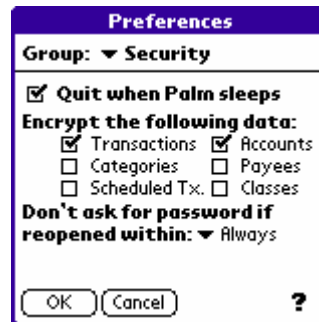 Preferences
Group: Security
Quit when Palm sleeps
Encrypt the following data:
Transactions Accounts
Categories Payees
Scheduled Tx. Classes
Don't ask for password if
reopened within: Always
OK Cancel ?